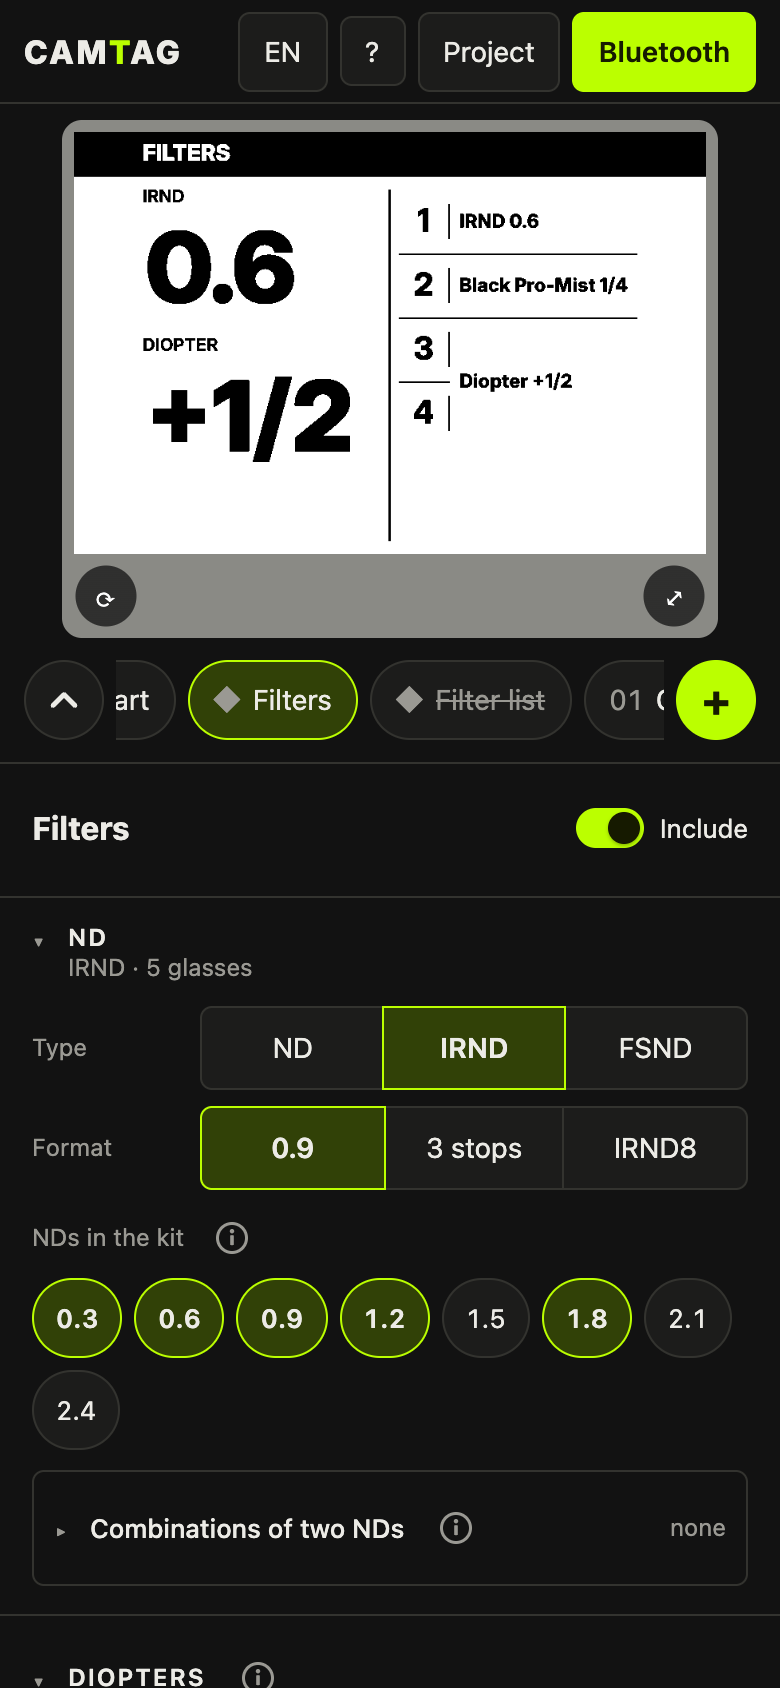 CAMTAG
EN
?
Project
Bluetooth
FILTERS
IRND
0.6
DIOPTER
+1/2
1 IRND 0.6
2 Black Pro-Mist 1/4
3
Diopter +1/2
4
art
Filters
Filter list
01
+
Filters
Include
ND
IRND · 5 glasses
Type
ND
IRND
FSND
Format
0.9
3 stops
IRND8
NDs in the kit
0.3
0.6
0.9
1.2
1.5
1.8
2.1
2.4
Combinations of two NDs
none
DIOPTERS